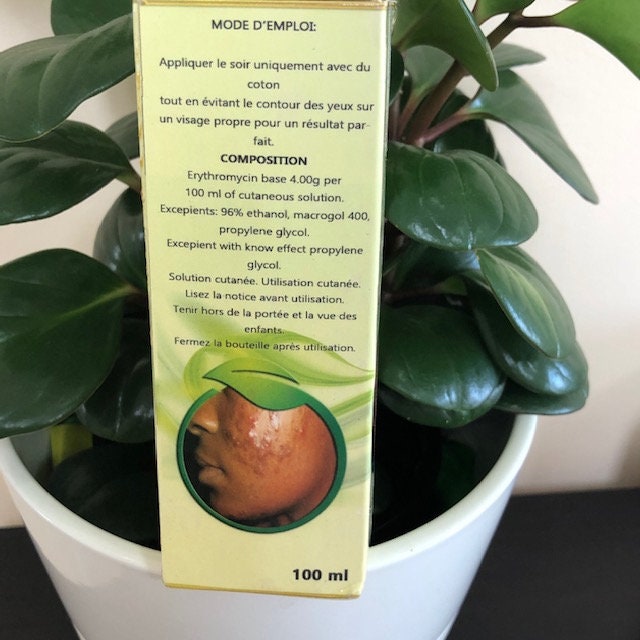 MODE D'EMPLOI:
Appliquer le soir uniquement avec du
coton
tout en évitant le contour des yeux sur
un visage propre pour un résultat par-
fait.
COMPOSITION
Erythromycin base 4.00g per
100 ml of cutaneous solution.
Excepients: 96% ethanol, macrogol 400,
propylene glycol.
Excepient with know effect propylene
glycol.
Solution cutanée. Utilisation cutanée.
Lisez la notice avant utilisation.
Tenir hors de la portée et la vue des
enfants.
Fermez la bouteille après utilisation.
100 ml